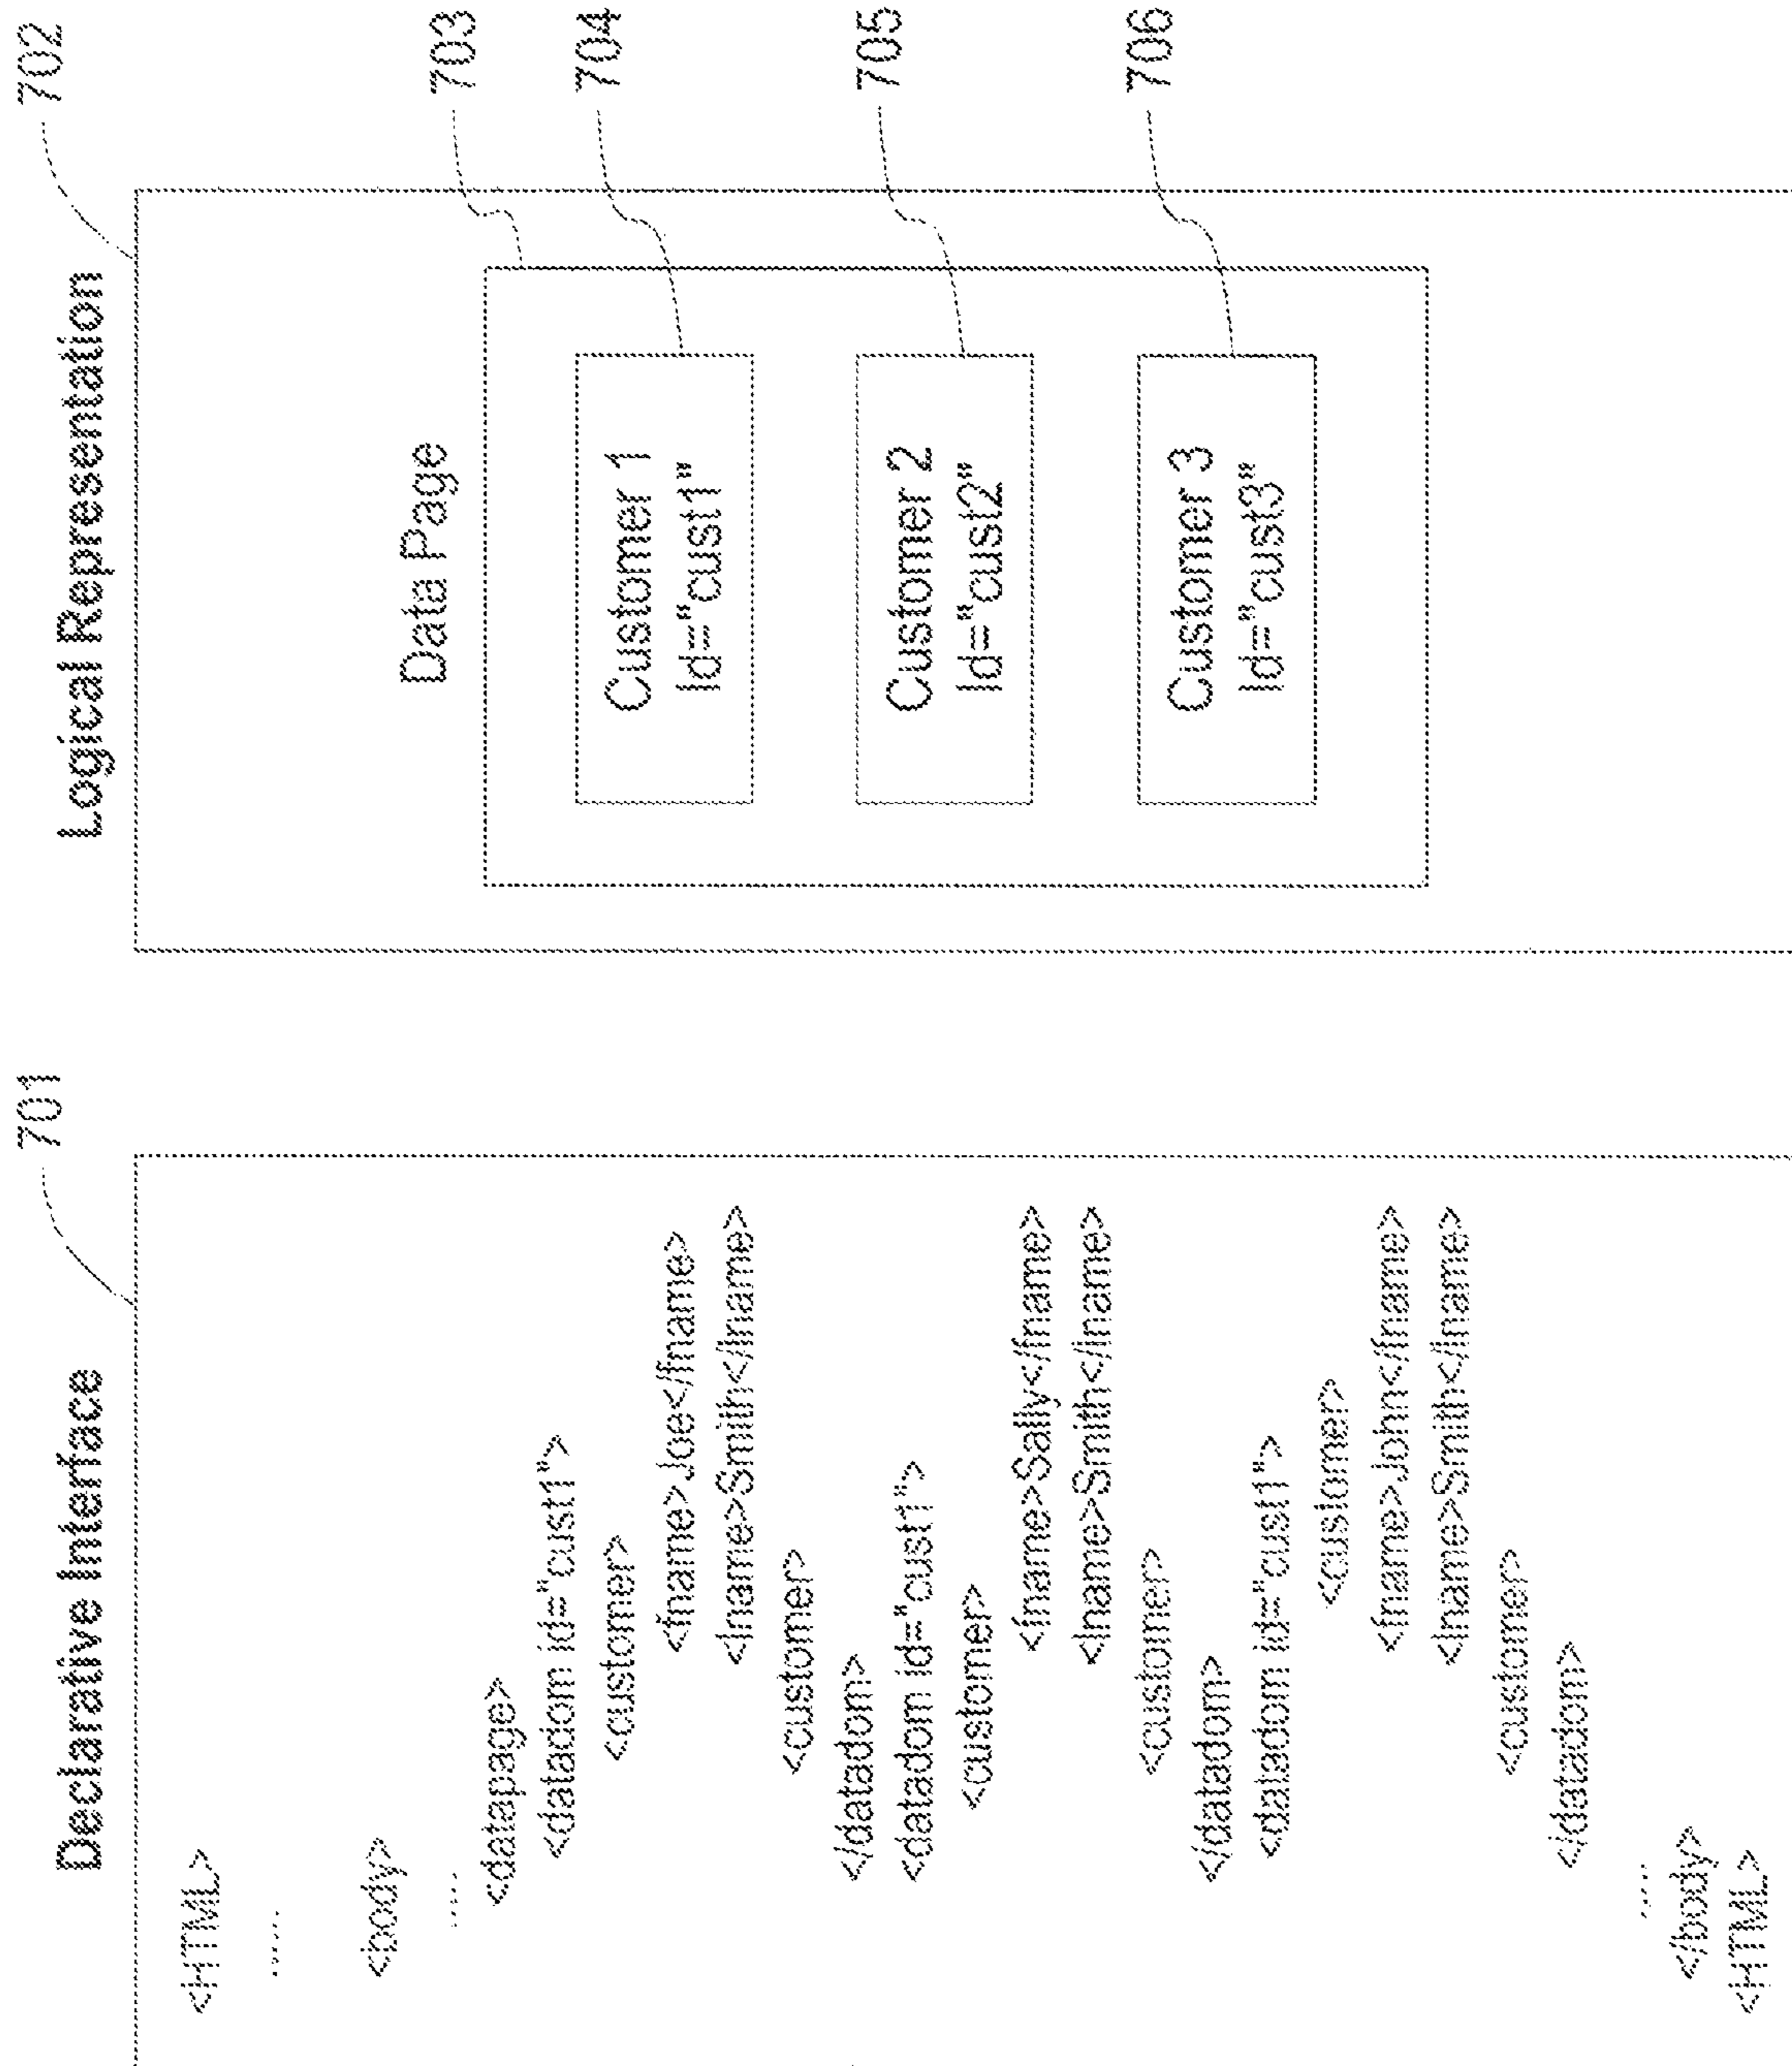 Declarative Interface
701
<HTML>
.....
<body>
....
<datapage>
<datadom id="cust1">
<customer>
<fname>Joe</fname>
<lname>Smith</lname>
<customer>
</datadom>
<datadom id="cust1">
<customer>
<fname>Sally</fname>
<lname>Smith</lname>
<customer>
</datadom>
<datadom id="cust1">
<customer>
<fname>John</fname>
<lname>Smith</lname>
<customer>
</datadom>
....
</body>
<HTML>
Logical Representation
702
Data Page
703
Customer 1
Id="cust1"
704
Customer 2
Id="cust2"
705
Customer 3
Id="cust3"
706